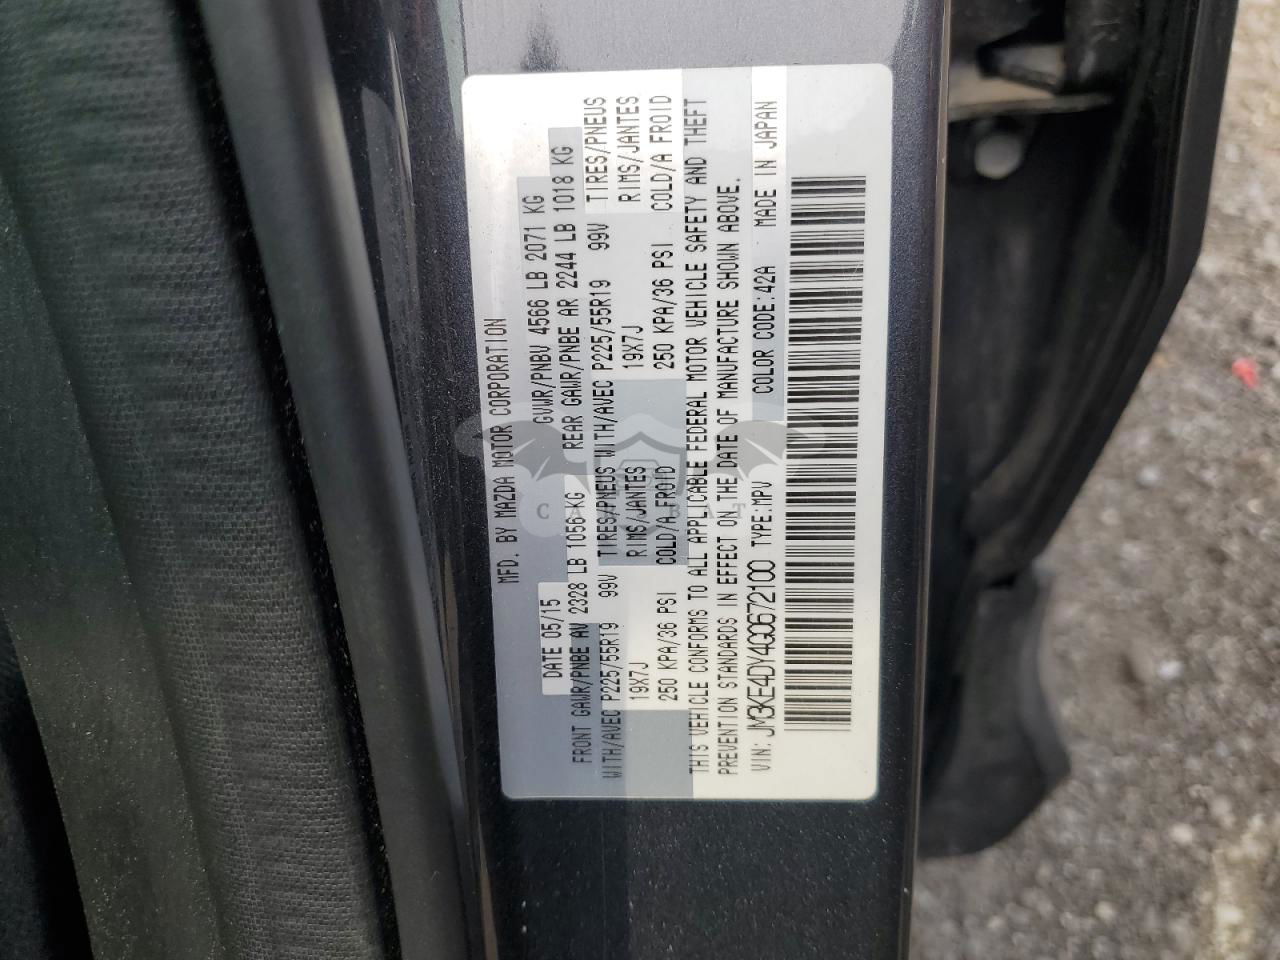 MFD. BY MAZDA MOTOR CORPORATION
DATE 05/15 GVWR/PNBV 4566 LB 2071 KG
FRONT GAWR/PNBE AV 2328 LB 1056 KG REAR GAWR/PNBE AR 2244 LB 1018 KG
WITH/AVEC P225/55R19 99V TIRES/PNEUS WITH/AVEC P225/55R19 99V TIRES/PNEUS
19X7J RIMS/JANTES 19X7J RIMS/JANTES
250 KPA/36 PSI COLD/A FROID 250 KPA/36 PSI COLD/A FROID
THIS VEHICLE CONFORMS TO ALL APPLICABLE FEDERAL MOTOR VEHICLE SAFETY AND THEFT
PREVENTION STANDARDS IN EFFECT ON THE DATE OF MANUFACTURE SHOWN ABOVE.
VIN: JM3KE4DY4G0672100 TYPE:MPV COLOR CODE:42A MADE IN JAPAN
CARBAT